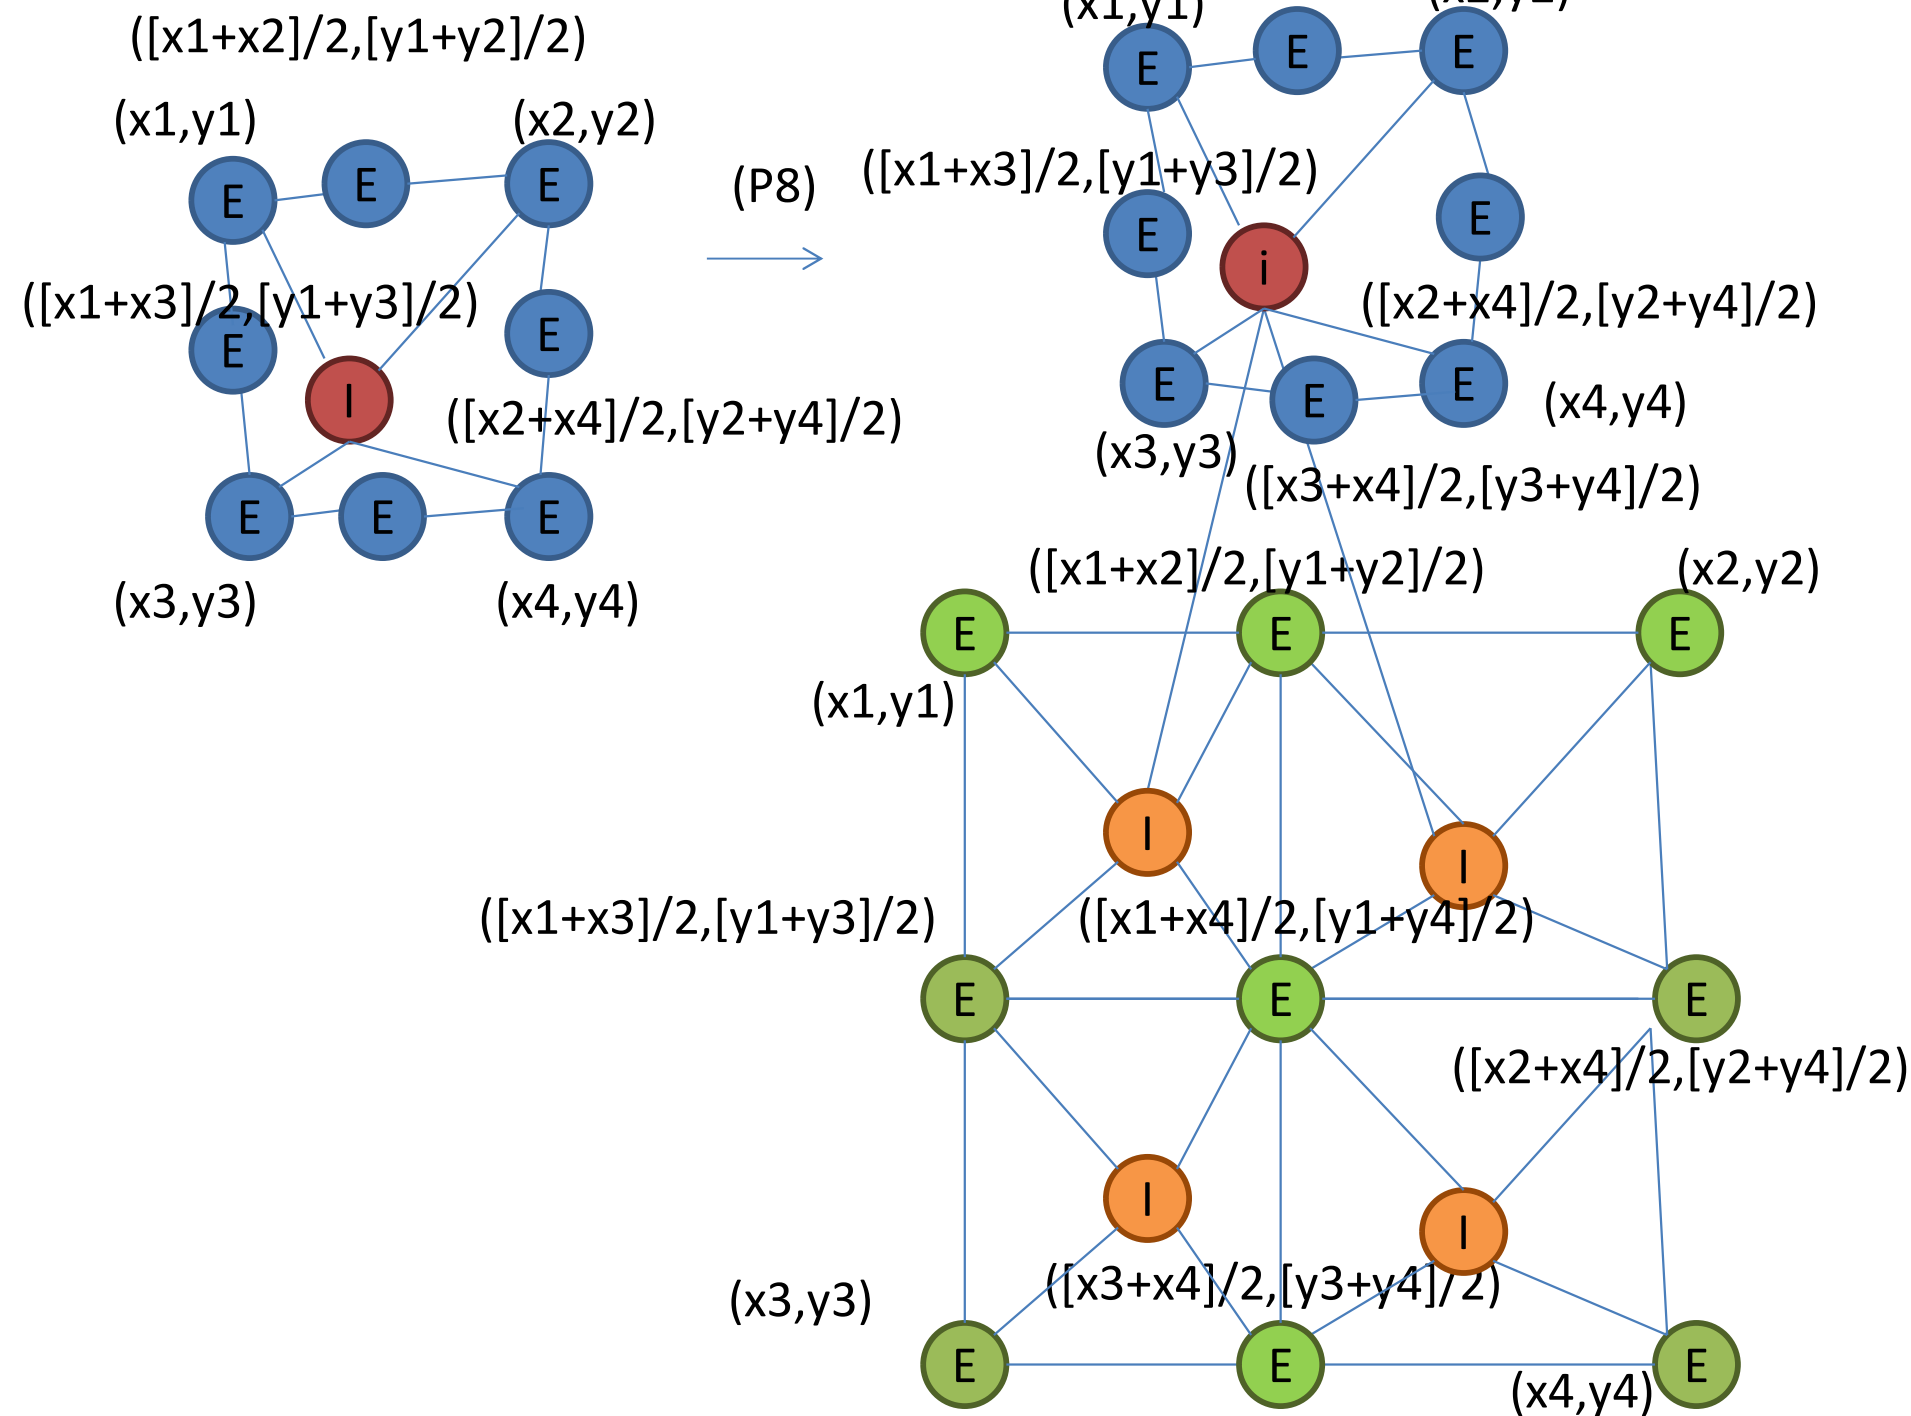 ([x1+x2]/2,[y1+y2]/2)
(x1,y1)
(x2,y2)
E
E
E
([x1+x3]/2,[y1+y3]/2)
E
E
I
([x2+x4]/2,[y2+y4]/2)
E
E
E
(x3,y3)
(x4,y4)
(P8)
(x1,y1)
E
E
E
([x1+x3]/2,[y1+y3]/2)
E
E
i
([x2+x4]/2,[y2+y4]/2)
E
E
E
(x4,y4)
(x3,y3)
([x3+x4]/2,[y3+y4]/2)
([x1+x2]/2,[y1+y2]/2)
(x2,y2)
E
E
E
(x1,y1)
I
I
([x1+x3]/2,[y1+y3]/2)
([x1+x4]/2,[y1+y4]/2)
E
E
E
([x2+x4]/2,[y2+y4]/2)
I
I
([x3+x4]/2,[y3+y4]/2)
(x3,y3)
E
E
E
(x4,y4)